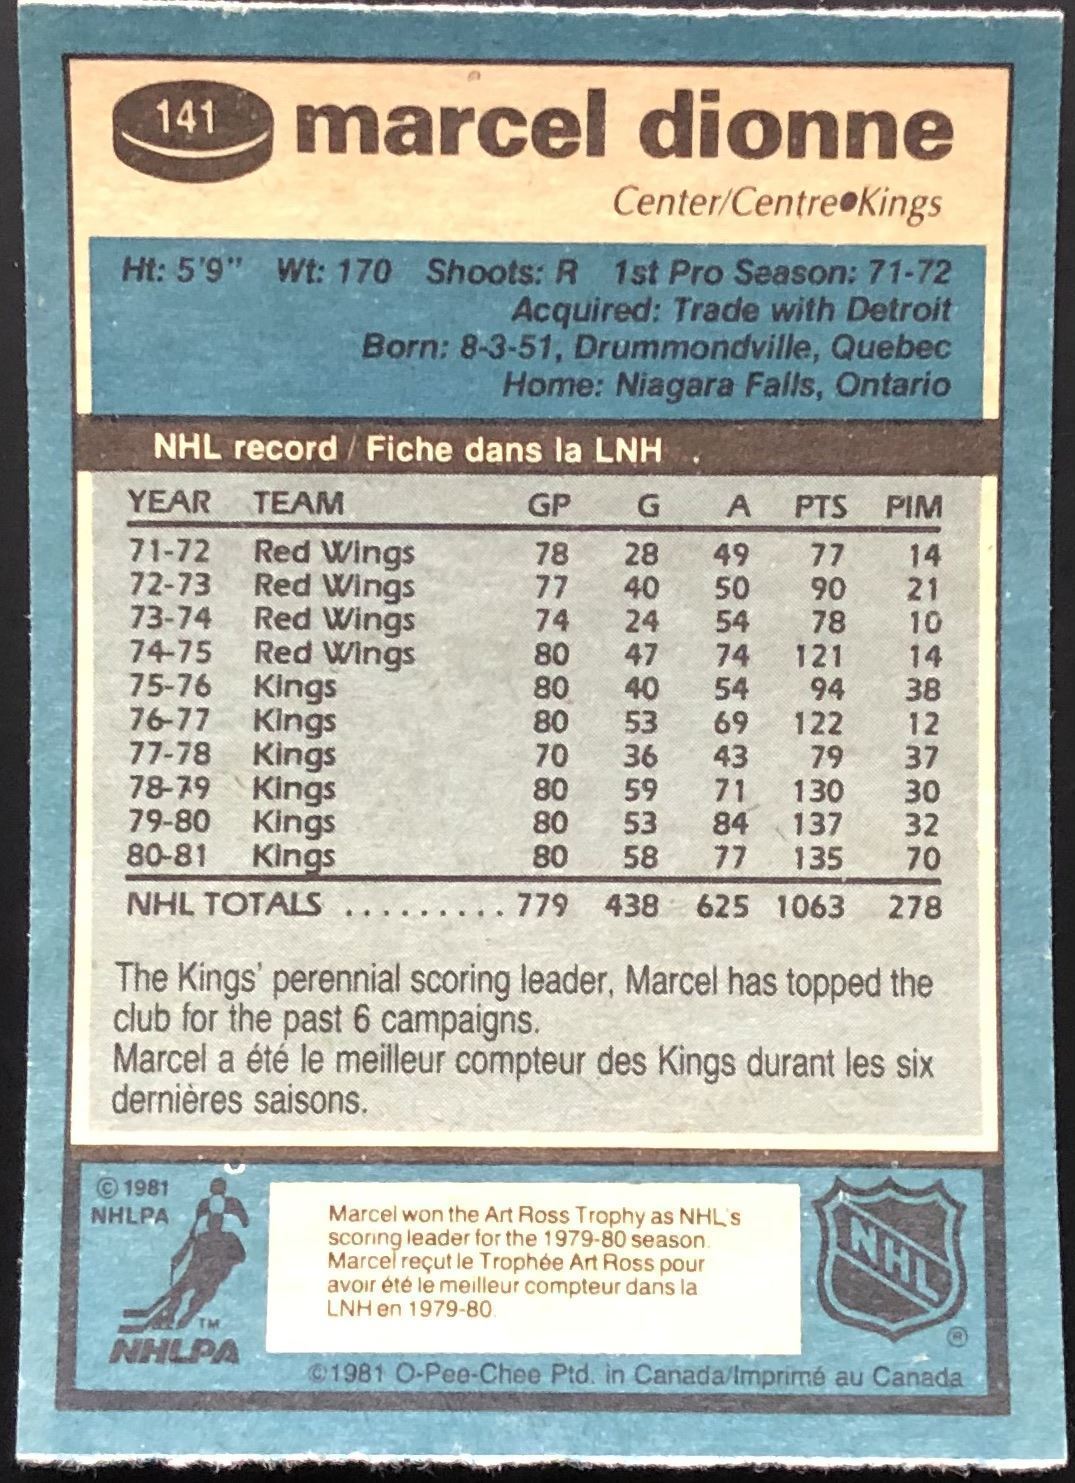 141 marcel dionne
Center/Centre●Kings
Ht: 5'9" Wt: 170 Shoots: R 1st Pro Season: 71-72
Acquired: Trade with Detroit
Born: 8-3-51, Drummondville, Quebec
Home: Niagara Falls, Ontario
NHL record / Fiche dans la LNH
YEAR TEAM GP G A PTS PIM
71-72 Red Wings 78 28 49 77 14
72-73 Red Wings 77 40 50 90 21
73-74 Red Wings 74 24 54 78 10
74-75 Red Wings 80 47 74 121 14
75-76 Kings 80 40 54 94 38
76-77 Kings 80 53 69 122 12
77-78 Kings 70 36 43 79 37
78-79 Kings 80 59 71 130 30
79-80 Kings 80 53 84 137 32
80-81 Kings 80 58 77 135 70
NHL TOTALS ......... 779 438 625 1063 278
The Kings' perennial scoring leader, Marcel has topped the
club for the past 6 campaigns.
Marcel a été le meilleur compteur des Kings durant les six
dernières saisons.
© 1981
NHLPA
TM
NHLPA
Marcel won the Art Ross Trophy as NHL's
scoring leader for the 1979-80 season.
Marcel reçut le Trophée Art Ross pour
avoir été le meilleur compteur dans la
LNH en 1979-80.
NHL
®
©1981 O-Pee-Chee Ptd. in Canada/Imprimé au Canada